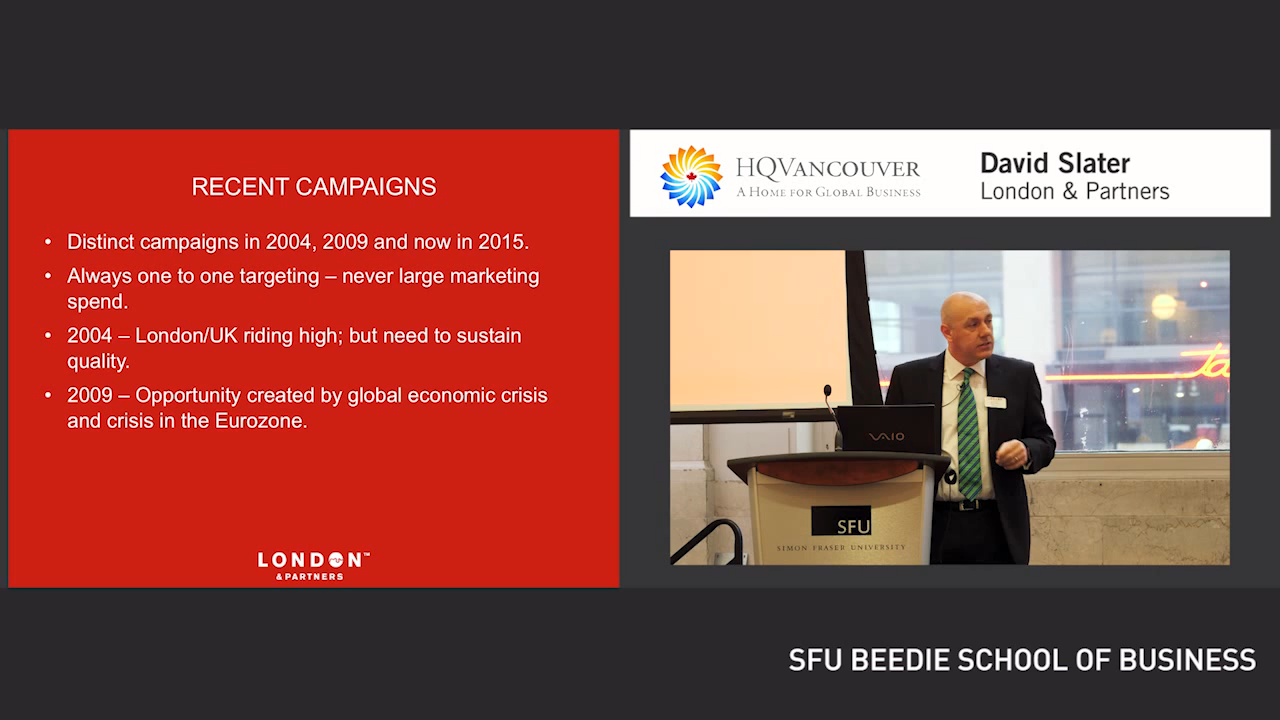 RECENT CAMPAIGNS
• Distinct campaigns in 2004, 2009 and now in 2015.
• Always one to one targeting – never large marketing
spend.
• 2004 – London/UK riding high; but need to sustain
quality.
• 2009 – Opportunity created by global economic crisis
and crisis in the Eurozone.
LONDON™
& PARTNERS
HQVANCOUVER
A HOME FOR GLOBAL BUSINESS
David Slater
London & Partners
VAIO
SFU
SIMON FRASER UNIVERSITY
SFU BEEDIE SCHOOL OF BUSINESS